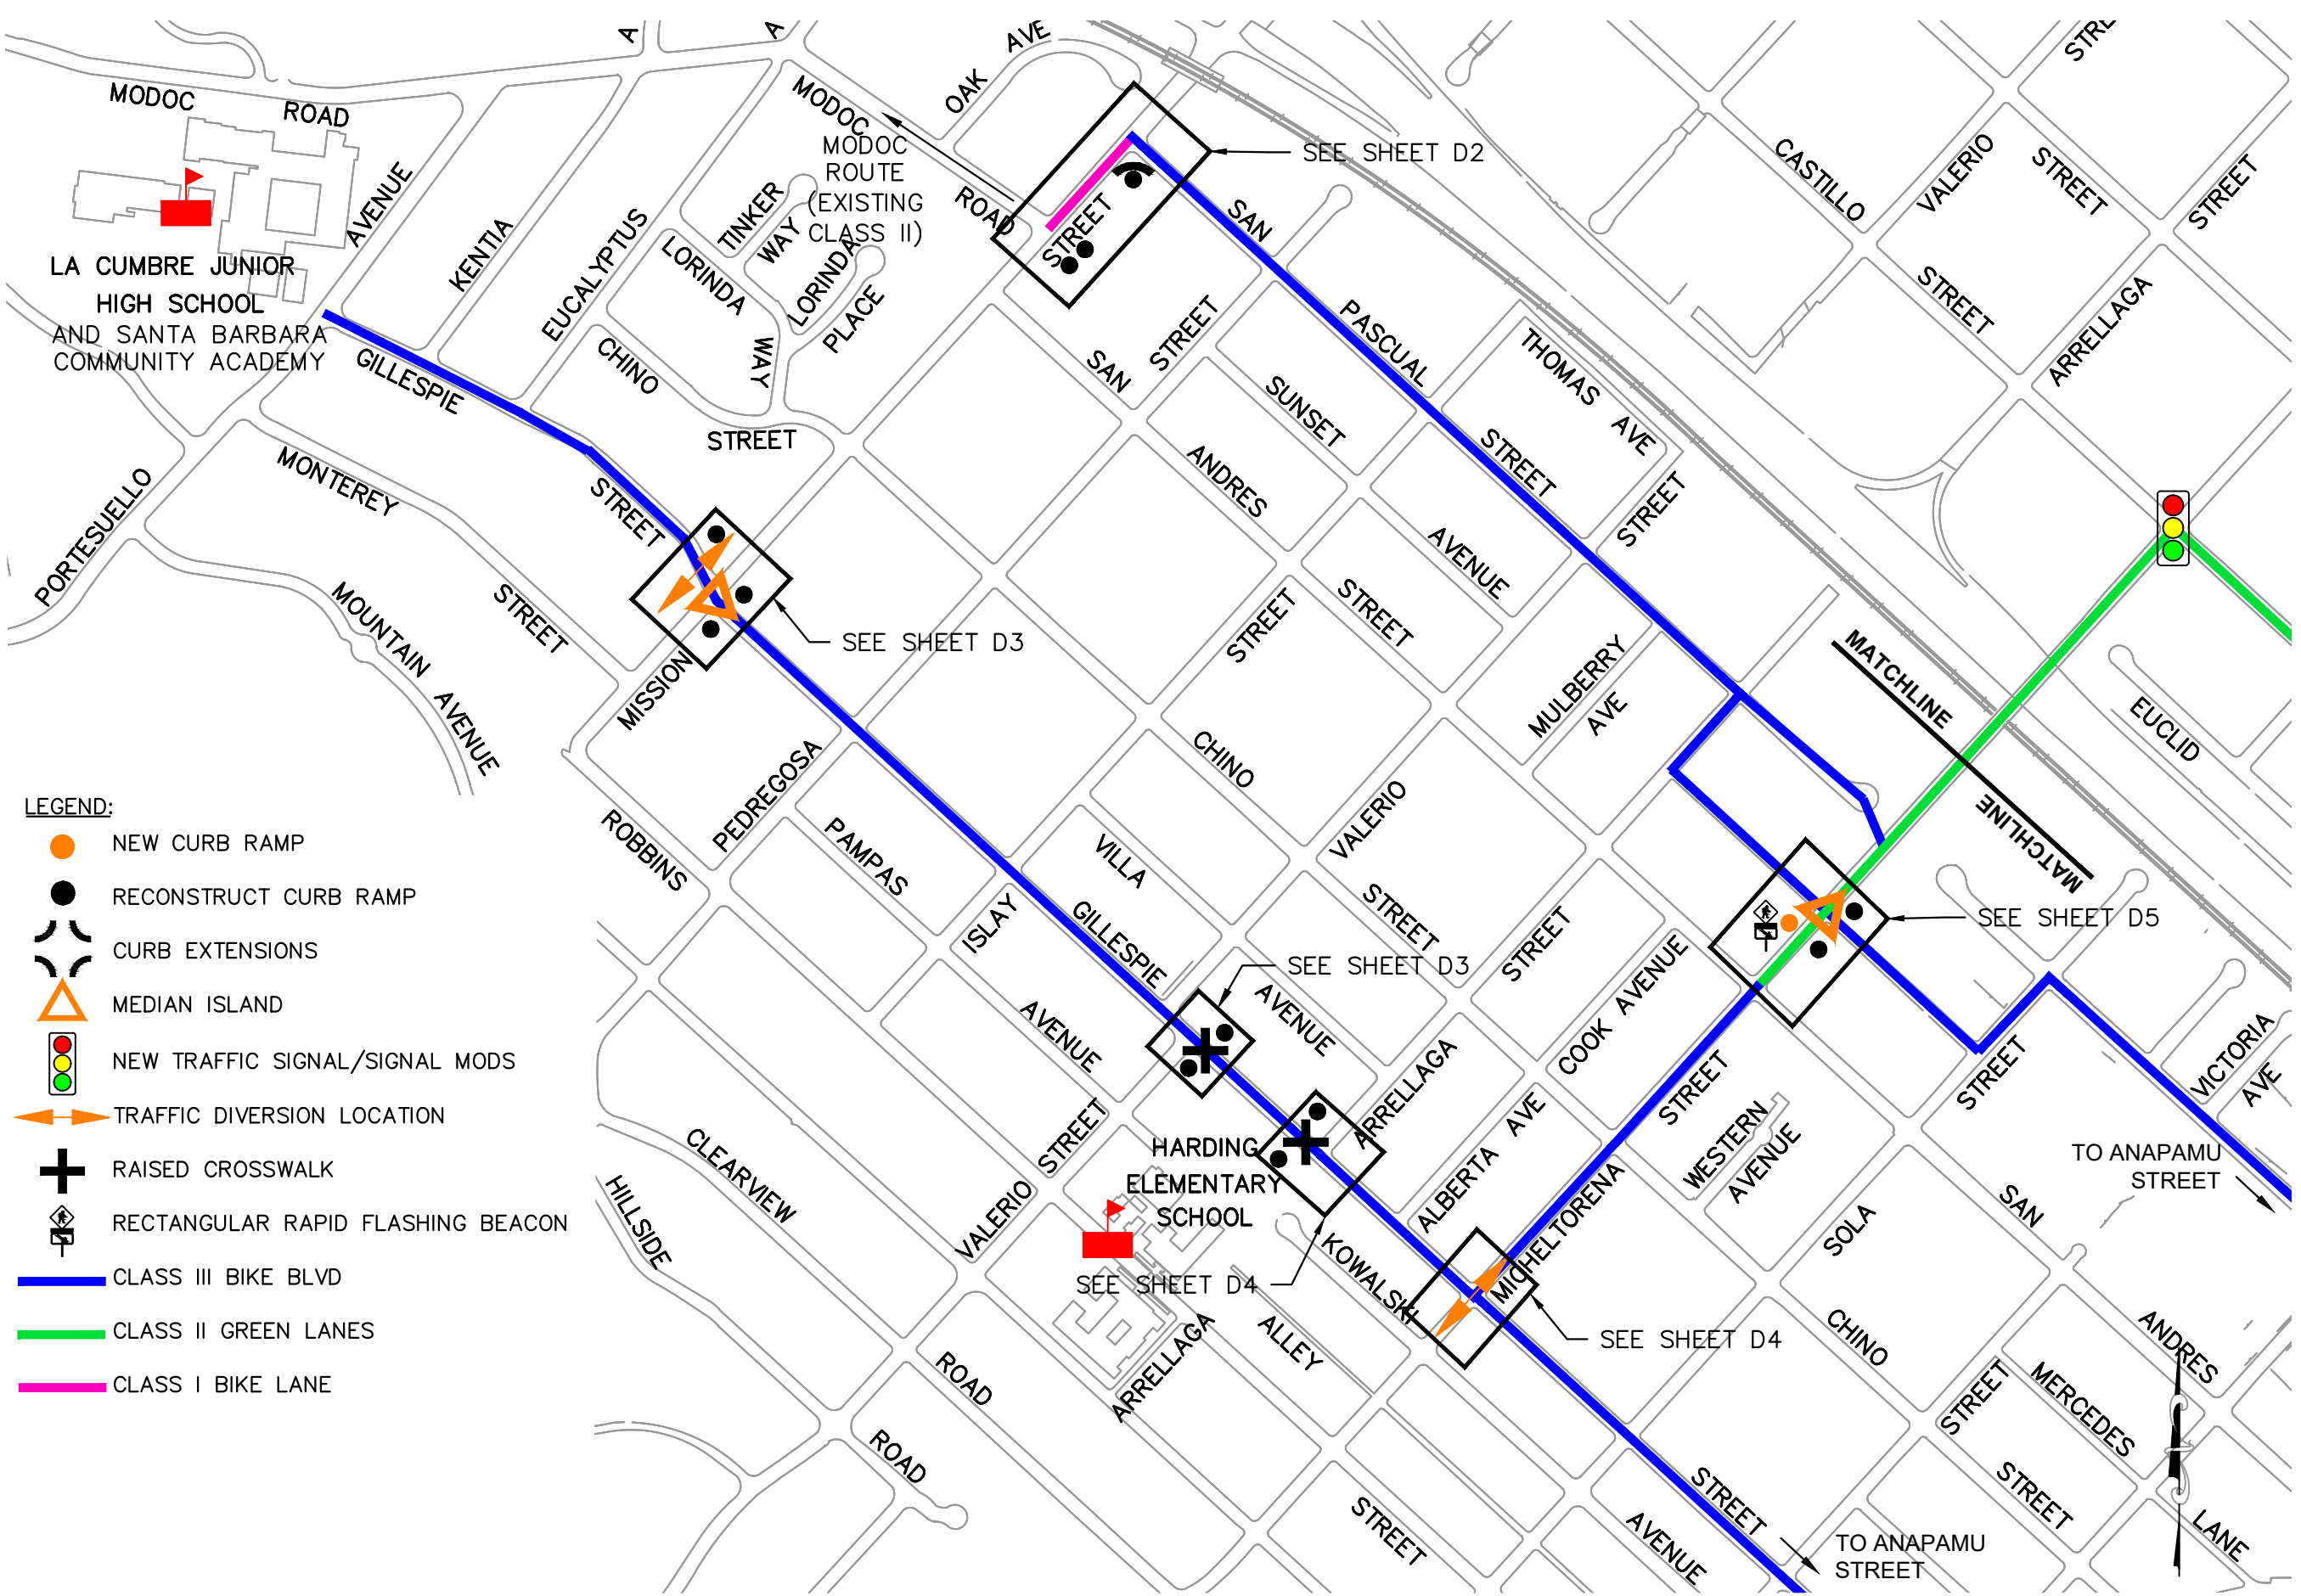 MODOC
ROAD
AVENUE
KENTIA
EUCALYPTUS
A
A
MODOC
ROAD
OAK
AVE
MODOC
ROUTE
(EXISTING
CLASS II)
TINKER
WAY
LORINDA
WAY
LORINDA
PLACE
STREET
SEE SHEET D2
SAN
PASCUAL
STREET
THOMAS AVE
CASTILLO
STREET
VALERIO
STREET
STREET
ARRELLAGA
LA CUMBRE JUNIOR
HIGH SCHOOL
AND SANTA BARBARA
COMMUNITY ACADEMY
GILLESPIE
STREET
CHINO
STREET
SAN
ANDRES
STREET
STREET
SUNSET
AVENUE
STREET
MONTEREY
STREET
PORTESUELLO
MOUNTAIN AVENUE
SEE SHEET D3
MISSION
STREET
MULBERRY
AVE
MATCHLINE
MATCHLINE
EUCLID
PEDREGOSA
ROBBINS
PAMPAS
AVENUE
VILLA
AVENUE
CHINO
STREET
VALERIO
STREET
ISLAY
GILLESPIE
SEE SHEET D3
SEE SHEET D5
COOK AVENUE
ARRELLAGA
ALBERTA AVE
STREET
WESTERN
AVENUE
STREET
VICTORIA
AVE
TO ANAPAMU
STREET
CLEARVIEW
ROAD
HILLSIDE
ROAD
VALERIO
STREET
HARDING
ELEMENTARY
SCHOOL
SEE SHEET D4
KOWALSKI
ALLEY
ARRELLAGA
STREET
MICHELTORENA
SEE SHEET D4
SOLA
STREET
SAN
ANDRES
CHINO
STREET
MERCEDES
LANE
STREET
AVENUE
TO ANAPAMU
STREET
LEGEND:
NEW CURB RAMP
RECONSTRUCT CURB RAMP
CURB EXTENSIONS
MEDIAN ISLAND
NEW TRAFFIC SIGNAL/SIGNAL MODS
TRAFFIC DIVERSION LOCATION
RAISED CROSSWALK
RECTANGULAR RAPID FLASHING BEACON
CLASS III BIKE BLVD
CLASS II GREEN LANES
CLASS I BIKE LANE